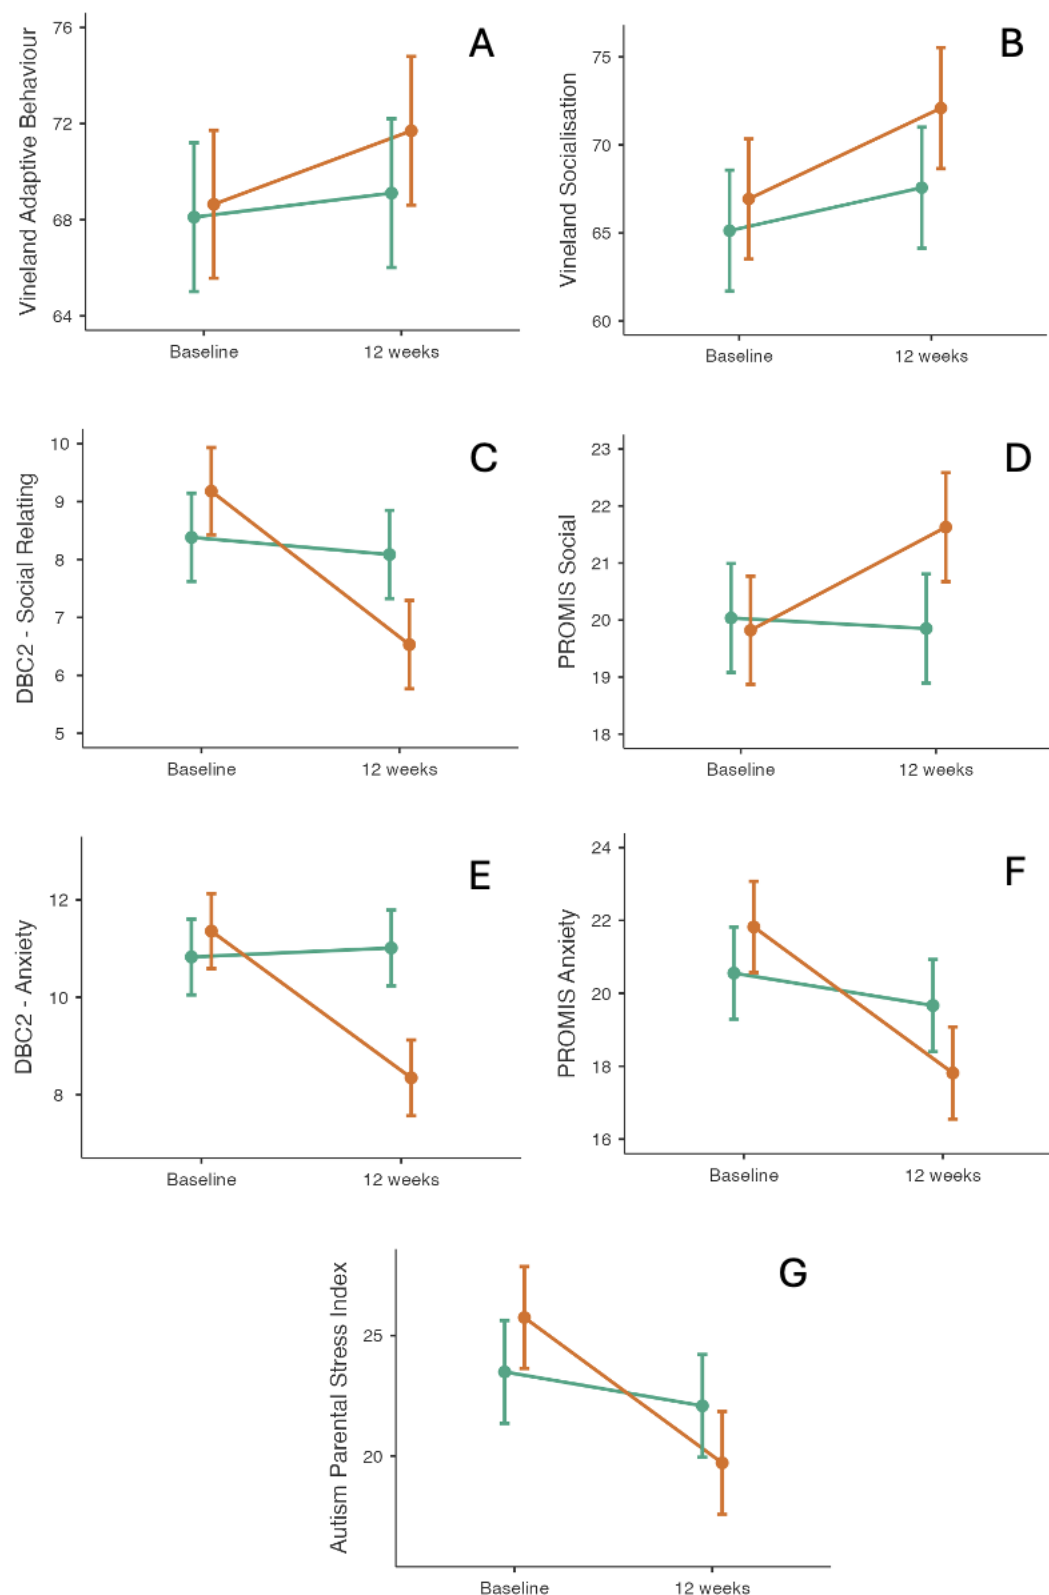 A
Vineland Adaptive Behaviour
76
72
68
64
Baseline
12 weeks
B
Vineland Socialisation
75
70
65
60
Baseline
12 weeks
C
DBC2 - Social Relating
10
9
8
7
6
5
Baseline
12 weeks
D
PROMIS Social
23
22
21
20
19
18
Baseline
12 weeks
E
DBC2 - Anxiety
12
10
8
Baseline
12 weeks
F
PROMIS Anxiety
24
22
20
18
16
Baseline
12 weeks
G
Autism Parental Stress Index
25
20
Baseline
12 weeks